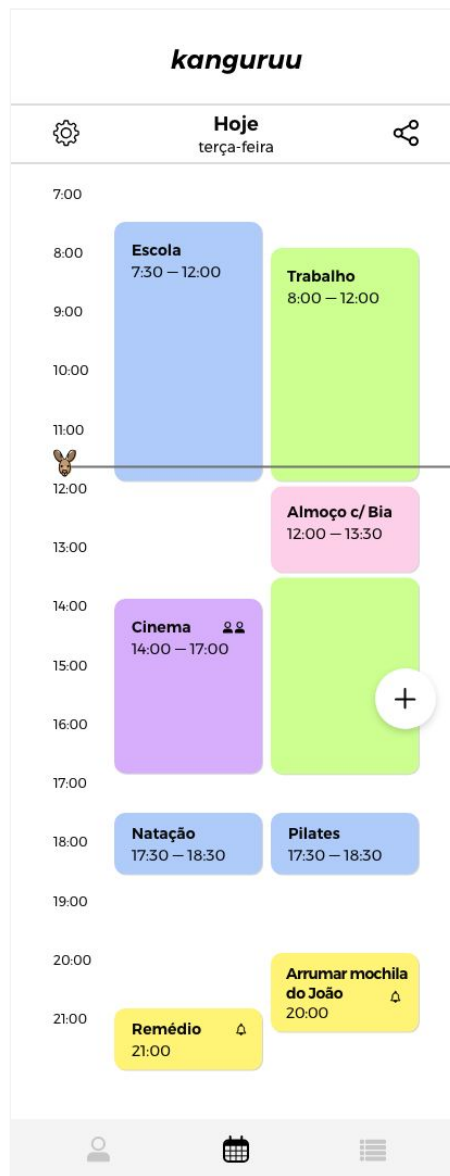 kanguruu
Hoje
terça-feira
7:00
8:00
9:00
10:00
11:00
12:00
13:00
14:00
15:00
16:00
17:00
18:00
19:00
20:00
21:00
Escola
7:30 — 12:00
Trabalho
8:00 — 12:00
Almoço c/ Bia
12:00 — 13:30
Cinema
14:00 — 17:00
Natação
17:30 — 18:30
Pilates
17:30 — 18:30
Arrumar mochila
do João
20:00
Remédio
21:00